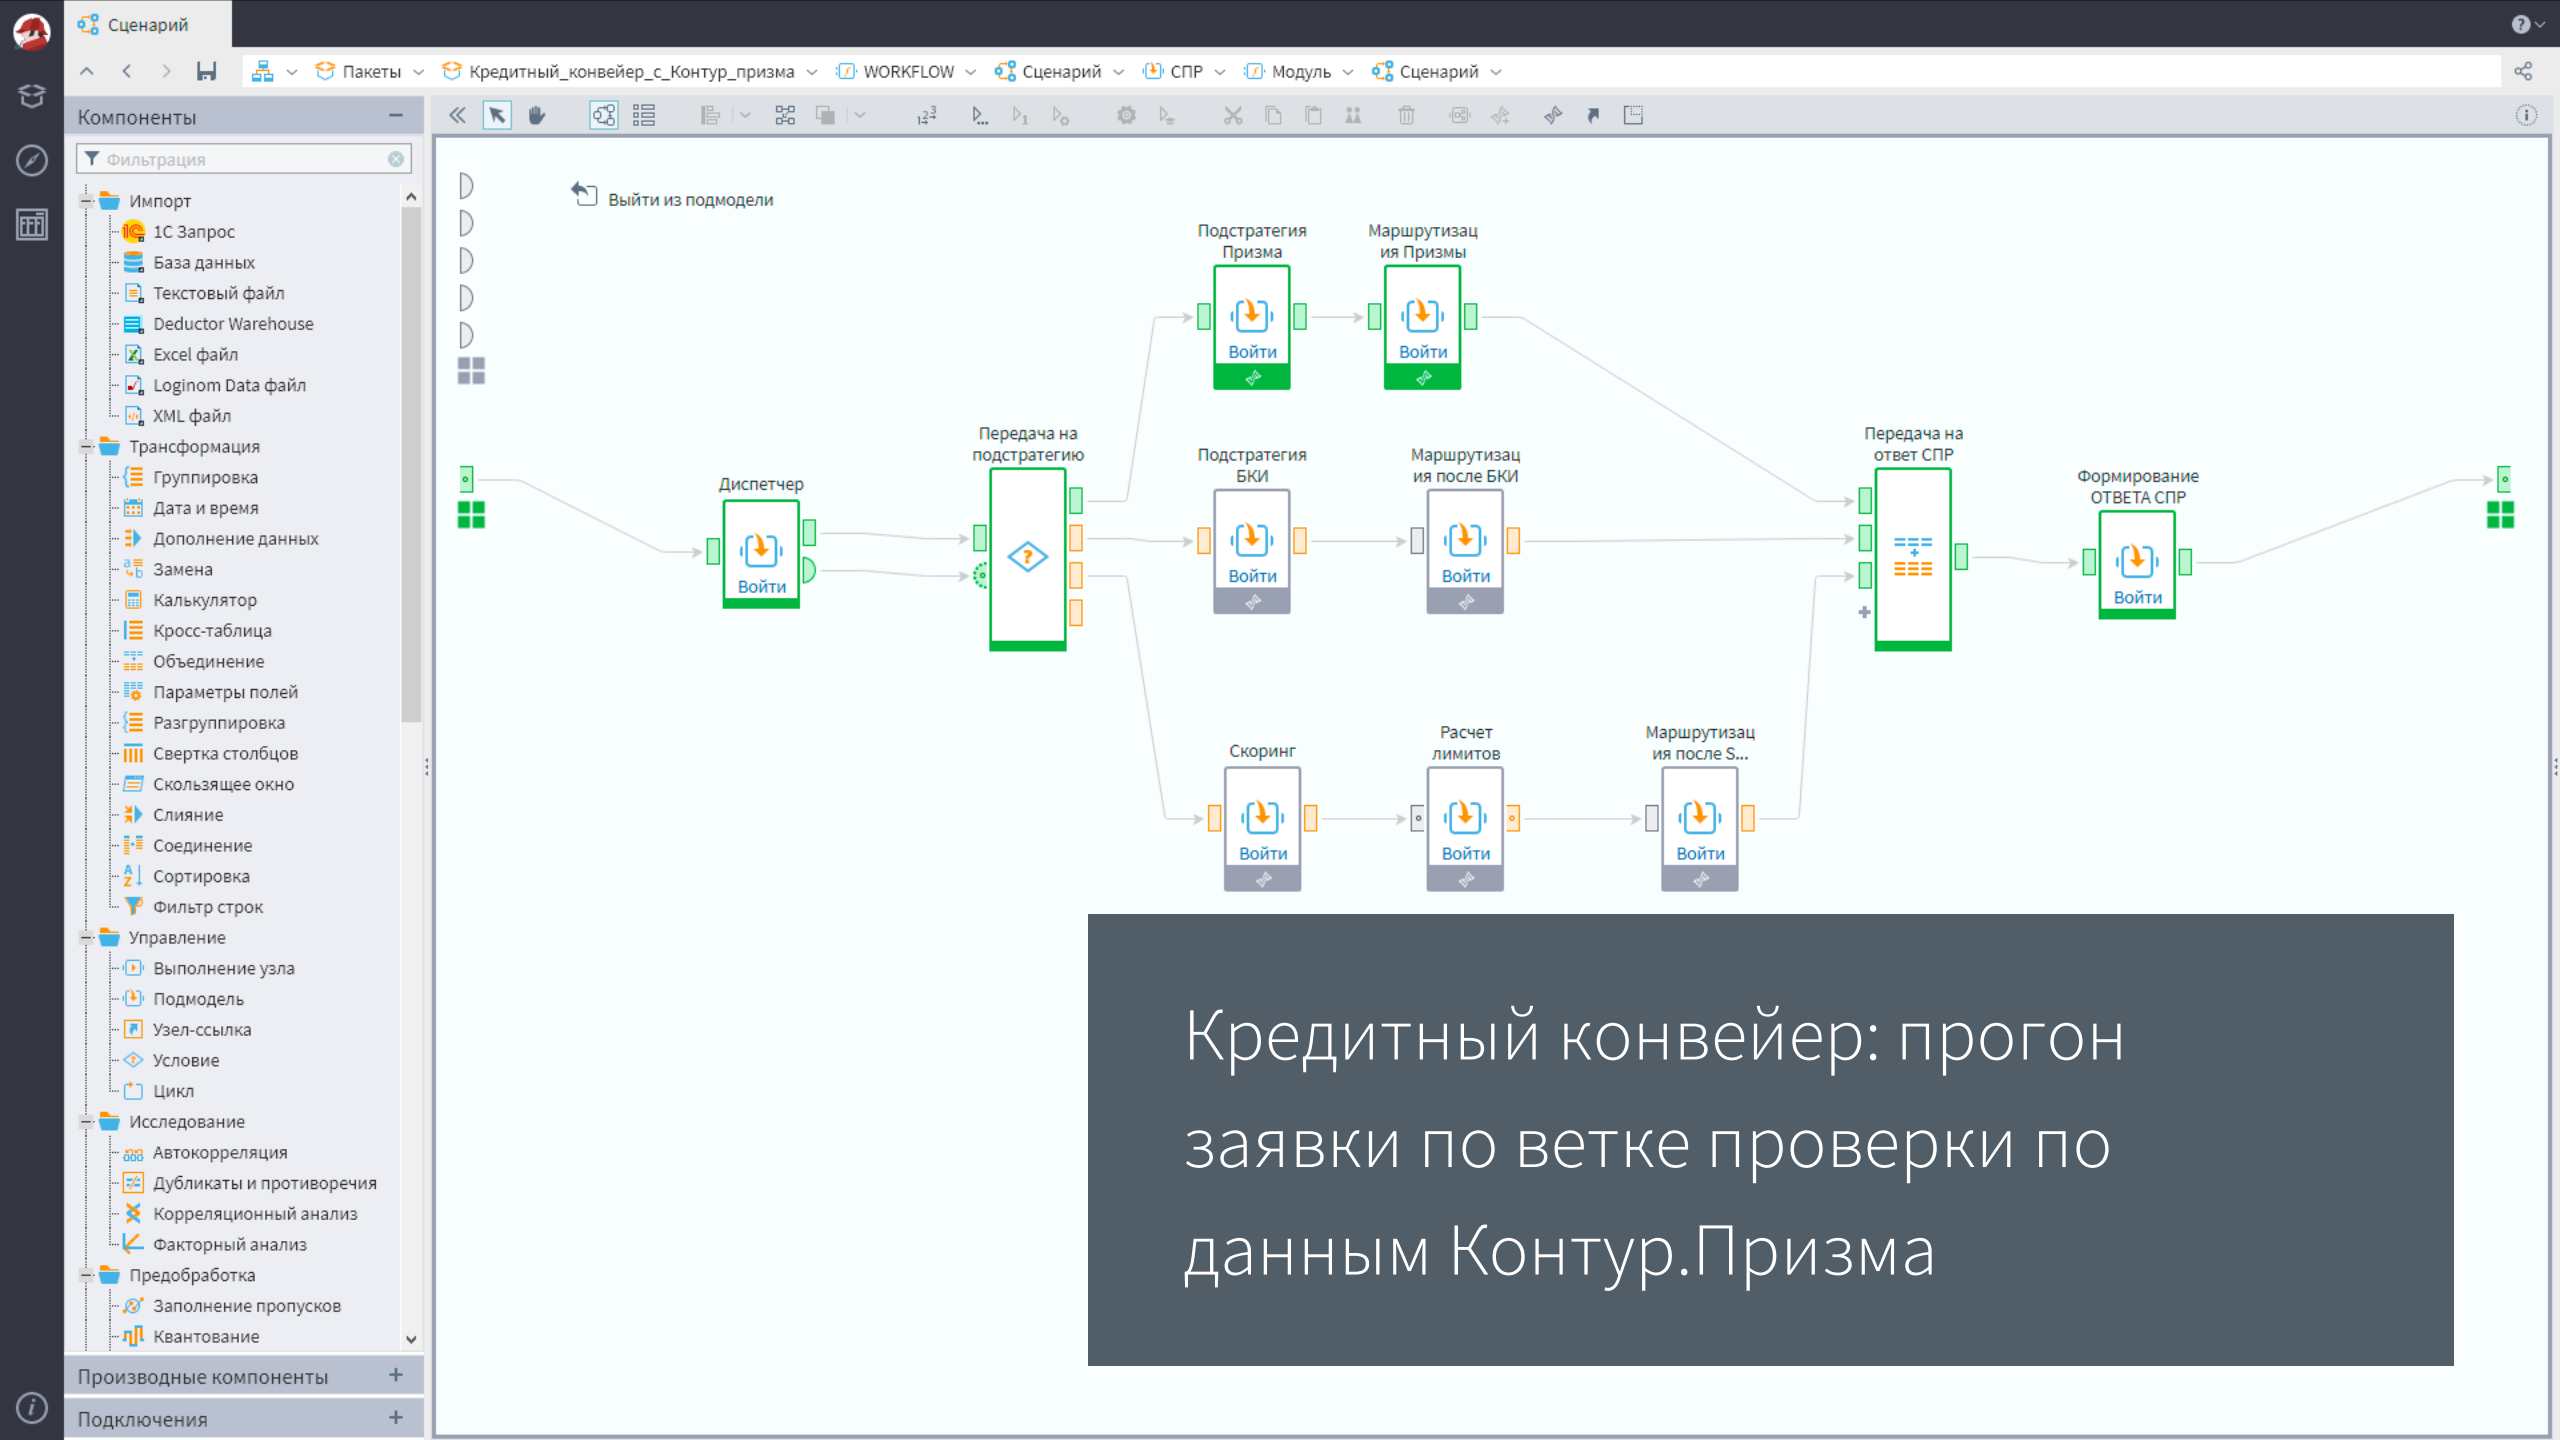 Сценарий
Пакеты
Кредитный_конвейер_с_Контур_призма
WORKFLOW
Сценарий
СПР
Модуль
Сценарий
Компоненты
Фильтрация
Импорт
1С Запрос
База данных
Текстовый файл
Deductor Warehouse
Excel файл
Loginom Data файл
XML файл
Трансформация
Группировка
Дата и время
Дополнение данных
Замена
Калькулятор
Кросс-таблица
Объединение
Параметры полей
Разгруппировка
Свертка столбцов
Скользящее окно
Слияние
Соединение
Сортировка
Фильтр строк
Управление
Выполнение узла
Подмодель
Узел-ссылка
Условие
Цикл
Исследование
Автокорреляция
Дубликаты и противоречия
Корреляционный анализ
Факторный анализ
Предобработка
Заполнение пропусков
Квантование
Производные компоненты
Подключения
Выйти из подмодели
Подстратегия
Призма
Войти
Маршрутизац
ия Призмы
Войти
Диспетчер
Войти
Передача на
подстратегию
Подстратегия
БКИ
Войти
Маршрутизац
ия после БКИ
Войти
Передача на
ответ СПР
Формирование
ОТВЕТА СПР
Войти
Скоринг
Войти
Расчет
лимитов
Войти
Маршрутизац
ия после S...
Войти
Кредитный конвейер: прогон
заявки по ветке проверки по
данным Контур.Призма